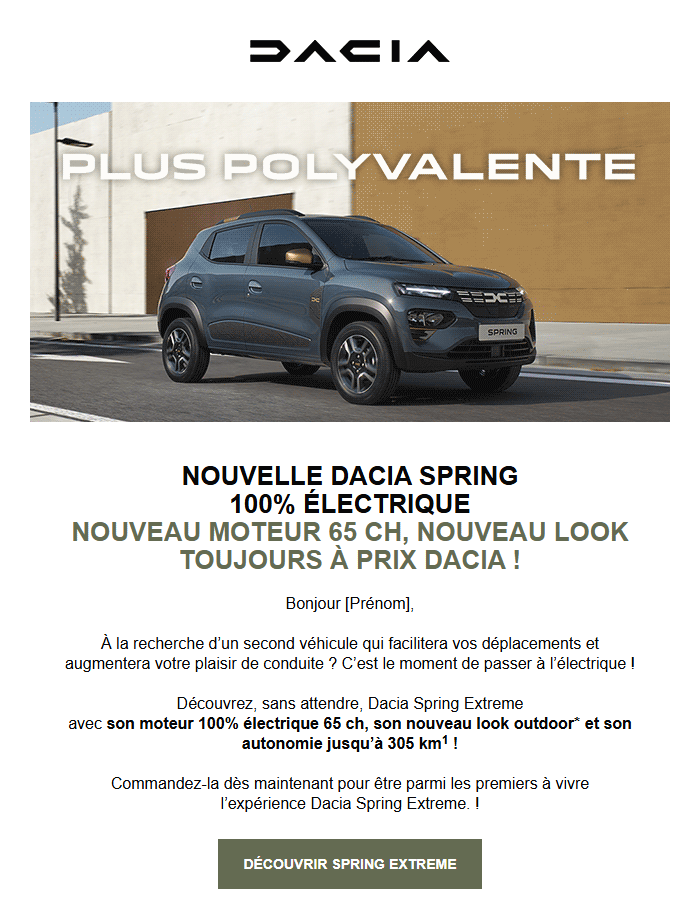 DACIA
PLUS POLYVALENTE
SPRING
NOUVELLE DACIA SPRING
100% ÉLECTRIQUE
NOUVEAU MOTEUR 65 CH, NOUVEAU LOOK
TOUJOURS À PRIX DACIA !
Bonjour [Prénom],
À la recherche d’un second véhicule qui facilitera vos déplacements et
augmentera votre plaisir de conduite ? C’est le moment de passer à l’électrique !
Découvrez, sans attendre, Dacia Spring Extreme
avec son moteur 100% électrique 65 ch, son nouveau look outdoor* et son
autonomie jusqu’à 305 km¹ !
Commandez-la dès maintenant pour être parmi les premiers à vivre
l’expérience Dacia Spring Extreme. !
DÉCOUVRIR SPRING EXTREME